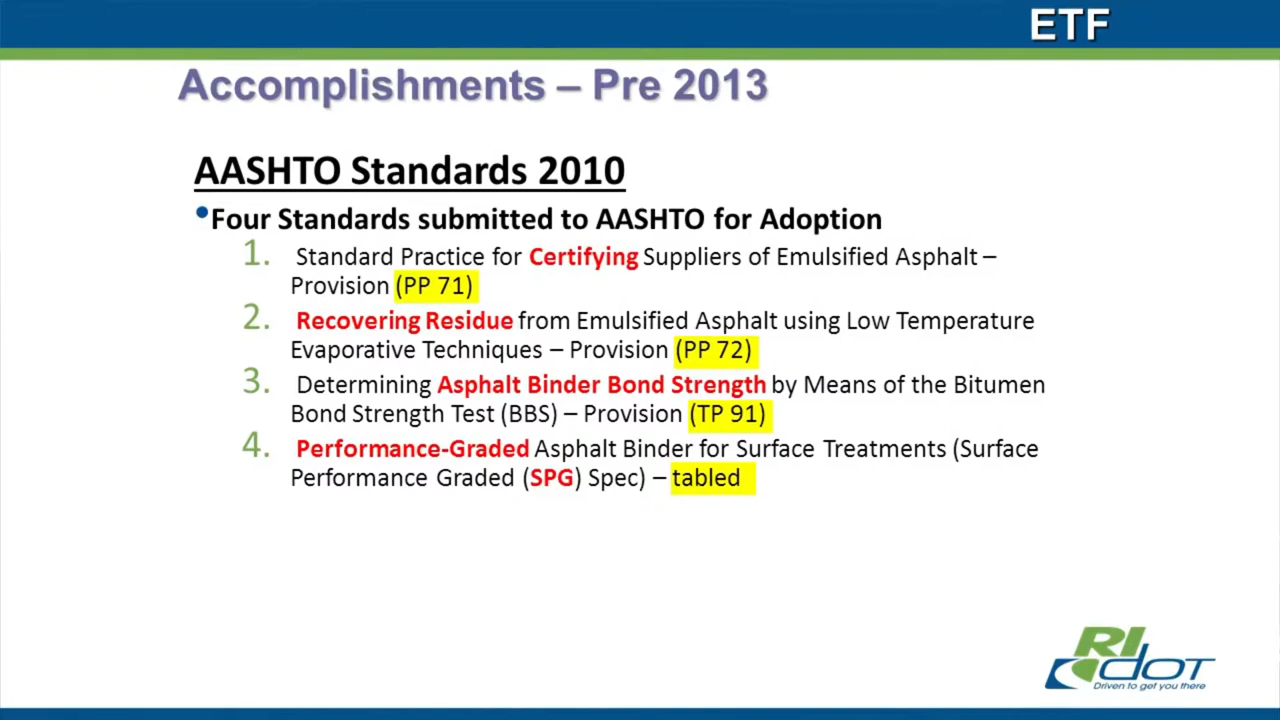 ETF
Accomplishments – Pre 2013
AASHTO Standards 2010
•Four Standards submitted to AASHTO for Adoption
1. Standard Practice for Certifying Suppliers of Emulsified Asphalt –
Provision (PP 71)
2. Recovering Residue from Emulsified Asphalt using Low Temperature
Evaporative Techniques – Provision (PP 72)
3. Determining Asphalt Binder Bond Strength by Means of the Bitumen
Bond Strength Test (BBS) – Provision (TP 91)
4. Performance-Graded Asphalt Binder for Surface Treatments (Surface
Performance Graded (SPG) Spec) – tabled
RI
DOT
Driven to get you there